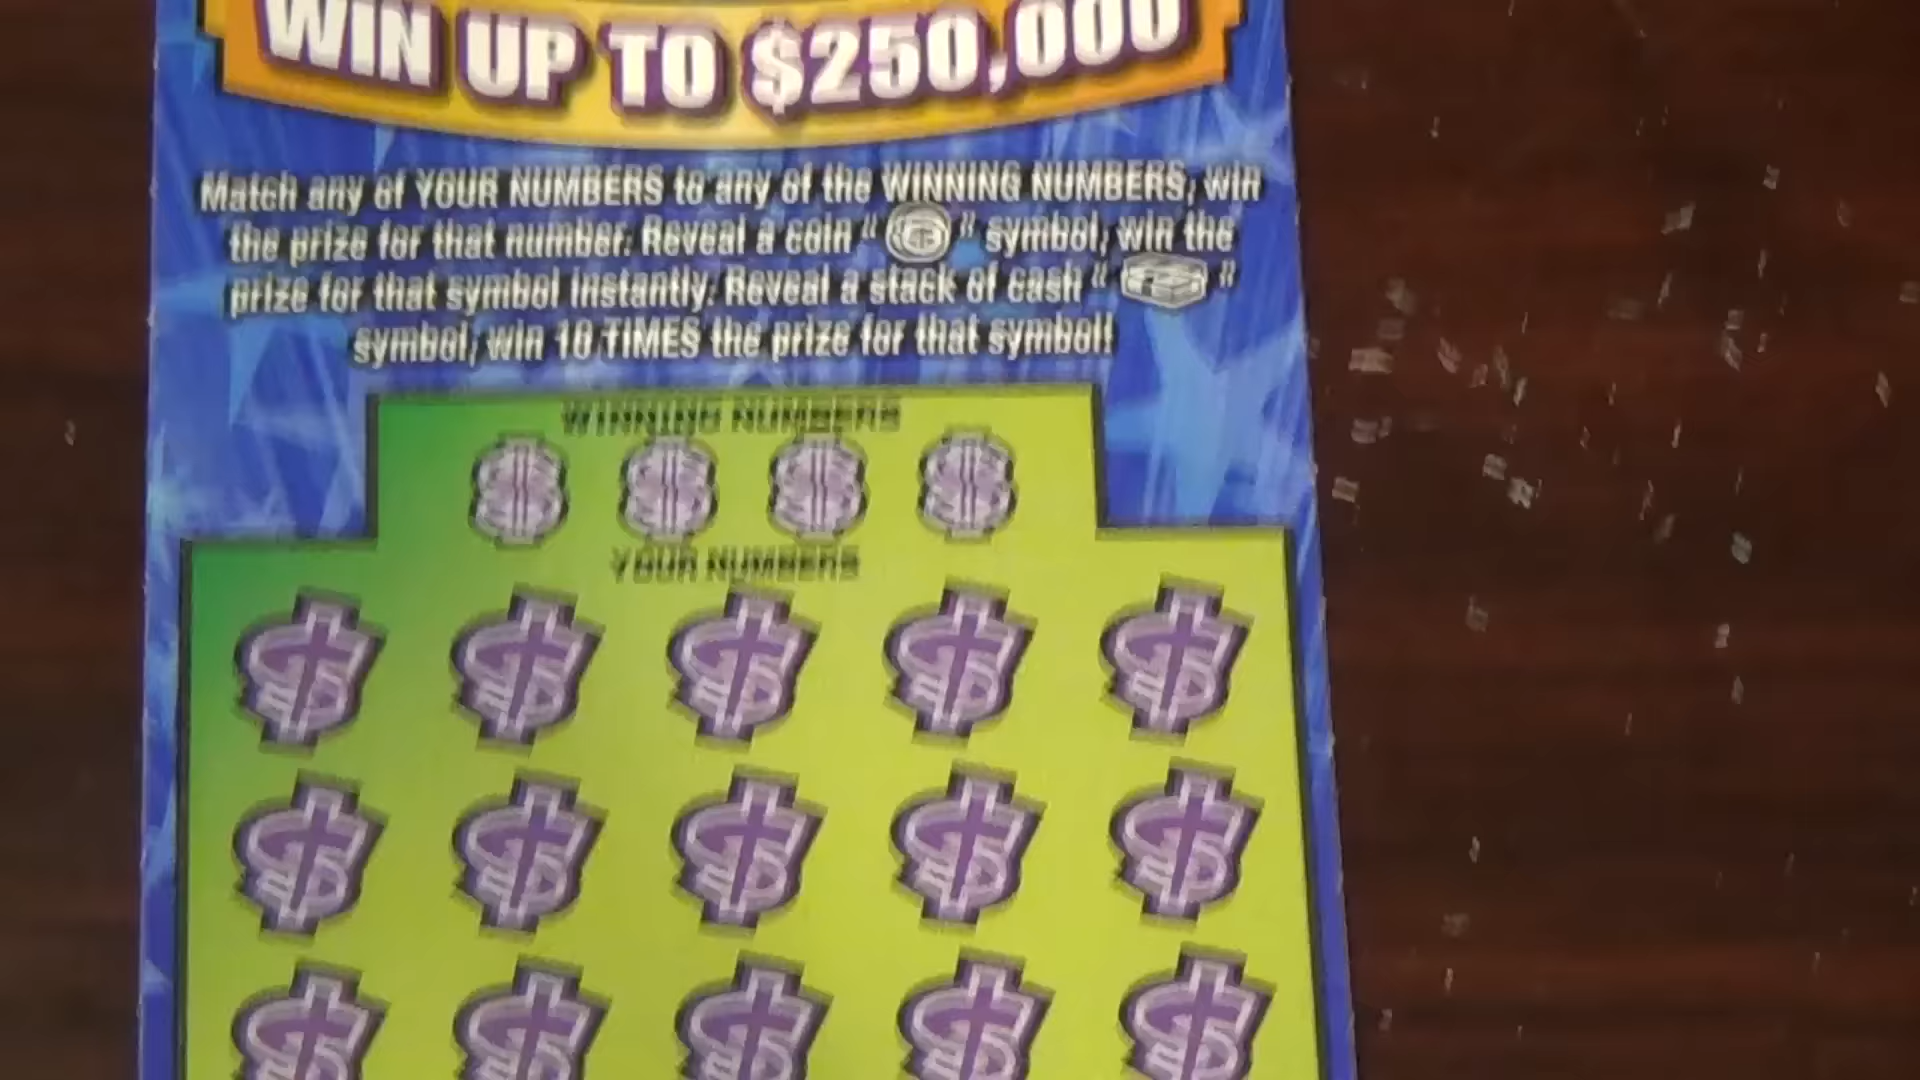 WIN UP TO $250,000
Match any of YOUR NUMBERS to any of the WINNING NUMBERS, win
the prize for that number. Reveal a coin “ ” symbol, win the
prize for that symbol instantly. Reveal a stack of cash “ ”
symbol, win 10 TIMES the prize for that symbol!
WINNING NUMBERS
YOUR NUMBERS